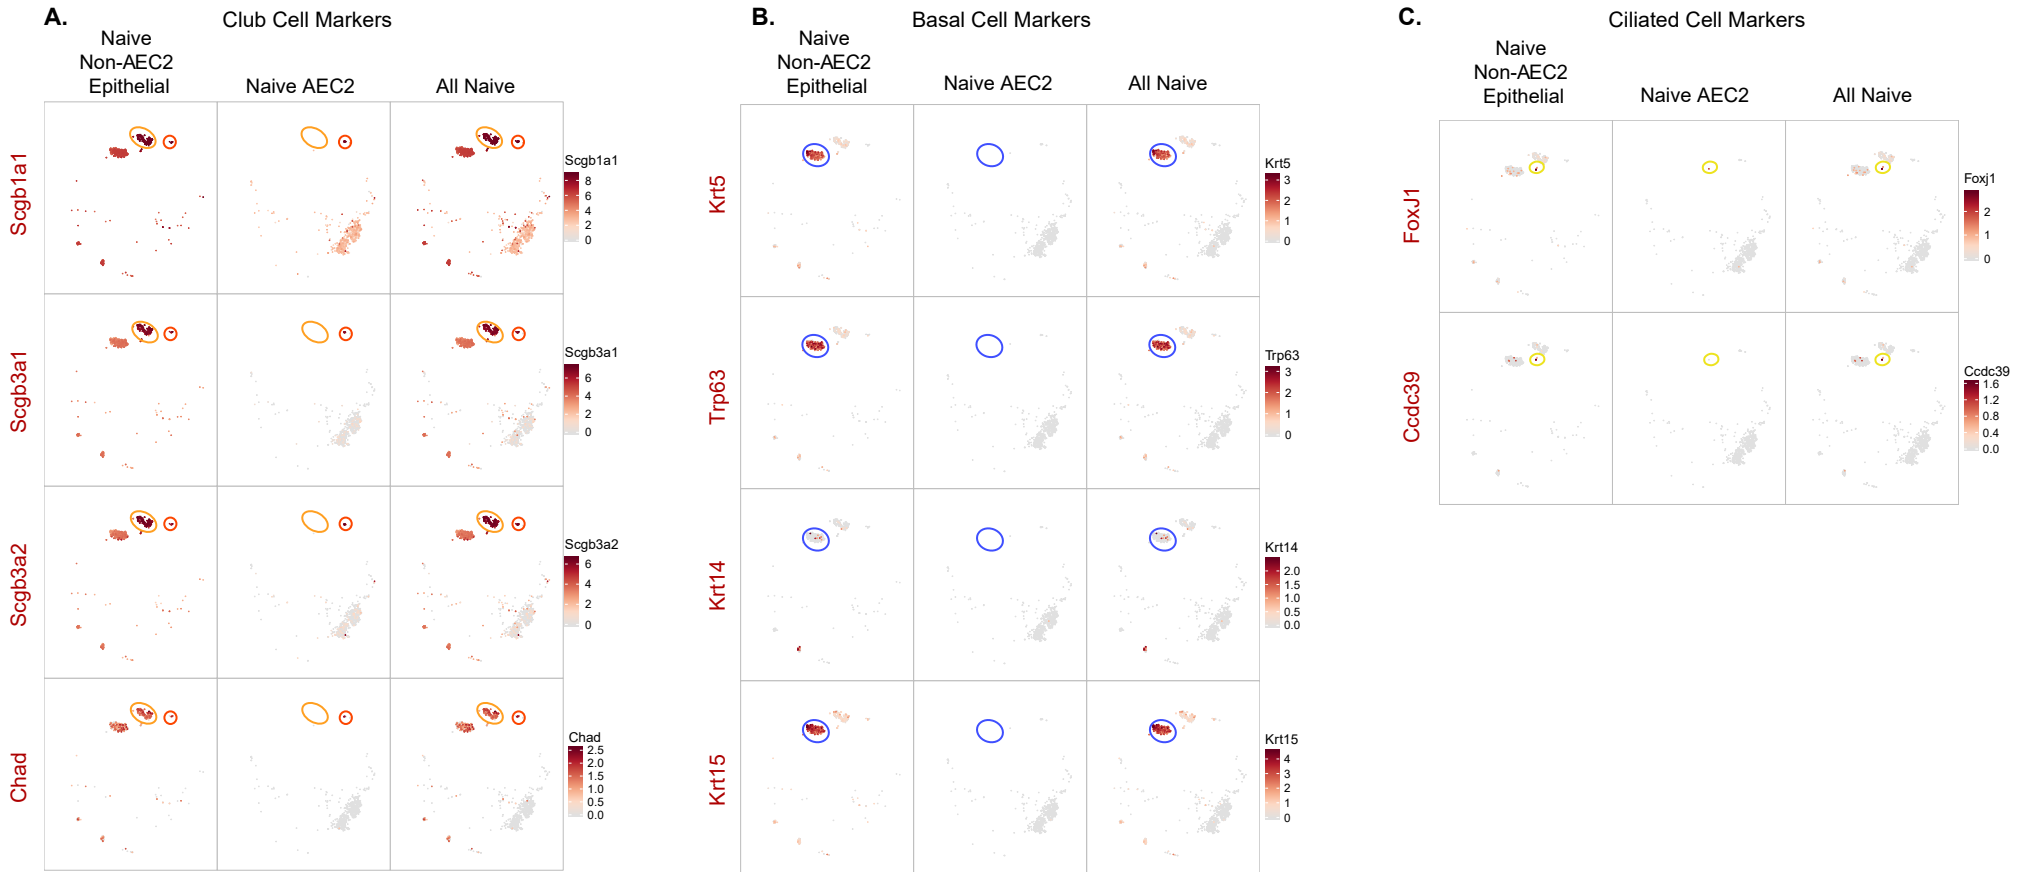 A.
Club Cell Markers
Naive
Non-AEC2
Epithelial
Naive AEC2
All Naive
Scgb1a1
Scgb1a1
8
6
4
2
0
Scgb3a1
Scgb3a1
6
4
2
0
Scgb3a2
Scgb3a2
6
4
2
0
Chad
Chad
2.5
2.0
1.5
1.0
0.5
0.0
B.
Basal Cell Markers
Naive
Non-AEC2
Epithelial
Naive AEC2
All Naive
Krt5
Krt5
3
2
1
0
Trp63
Trp63
3
2
1
0
Krt14
Krt14
2.0
1.5
1.0
0.5
0.0
Krt15
Krt15
4
3
2
1
0
C.
Ciliated Cell Markers
Naive
Non-AEC2
Epithelial
Naive AEC2
All Naive
FoxJ1
Foxj1
2
1
0
Ccdc39
Ccdc39
1.6
1.2
0.8
0.4
0.0